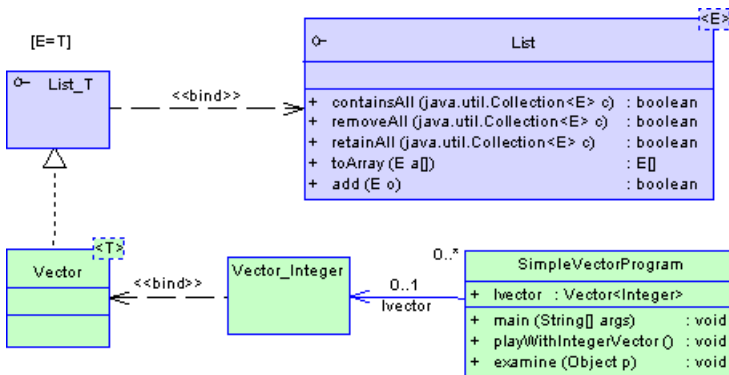 <E>
[E=T]
List
List_T
<<bind>>
+ containsAll (java.util.Collection<E> c) : boolean
+ removeAll (java.util.Collection<E> c) : boolean
+ retainAll (java.util.Collection<E> c) : boolean
+ toArray (E a[]) : E[]
+ add (E o) : boolean
<T>
Vector
<<bind>>
Vector_Integer
0..*
0..1
lvector
SimpleVectorProgram
+ lvector : Vector<Integer>
+ main (String[] args) : void
+ playWithIntegerVector () : void
+ examine (Object p) : void